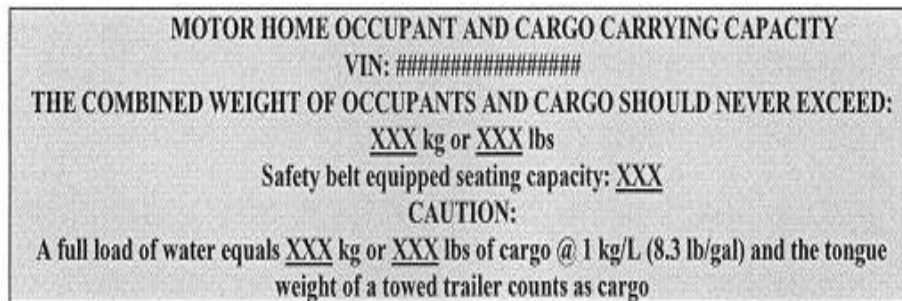 MOTOR HOME OCCUPANT AND CARGO CARRYING CAPACITY
VIN: #################
THE COMBINED WEIGHT OF OCCUPANTS AND CARGO SHOULD NEVER EXCEED:
XXX kg or XXX lbs
Safety belt equipped seating capacity: XXX
CAUTION:
A full load of water equals XXX kg or XXX lbs of cargo @ 1 kg/L (8.3 lb/gal) and the tongue
weight of a towed trailer counts as cargo